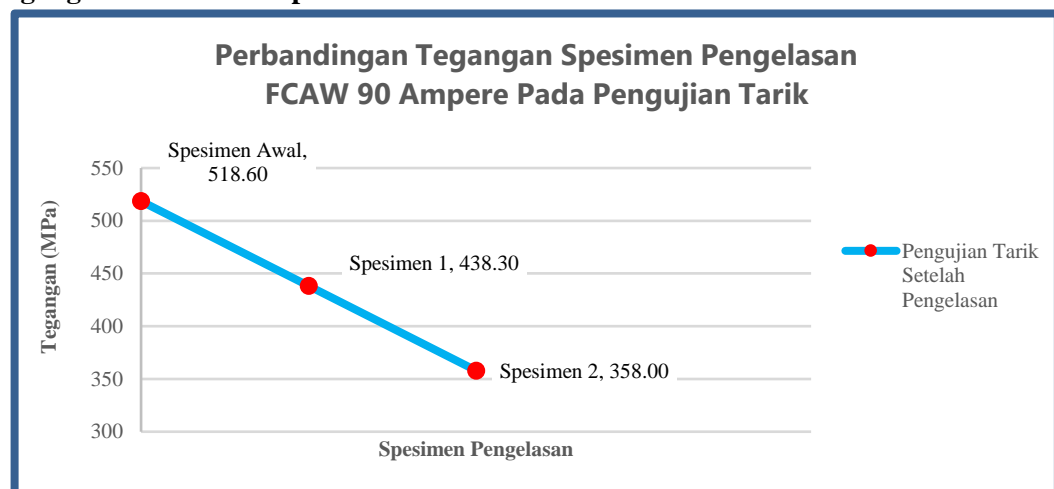 Perbandingan Tegangan Spesimen Pengelasan
FCAW 90 Ampere Pada Pengujian Tarik
Spesimen Awal,
518.60
550
500
450
400
350
300
Tegangan (MPa)
Spesimen 1, 438.30
Spesimen 2, 358.00
Spesimen Pengelasan
Pengujian Tarik
Setelah
Pengelasan